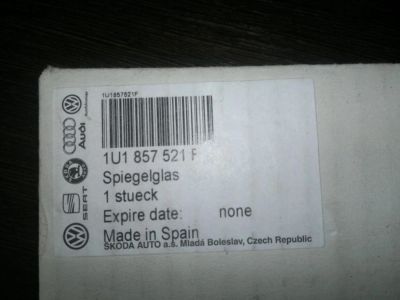 1U1857521F
1U1 857 521 F
Spiegelglas
1 stueck
Expire date: none
Made in Spain
ŠKODA AUTO a.s. Mladá Boleslav, Czech Republic
Audi
SEAT